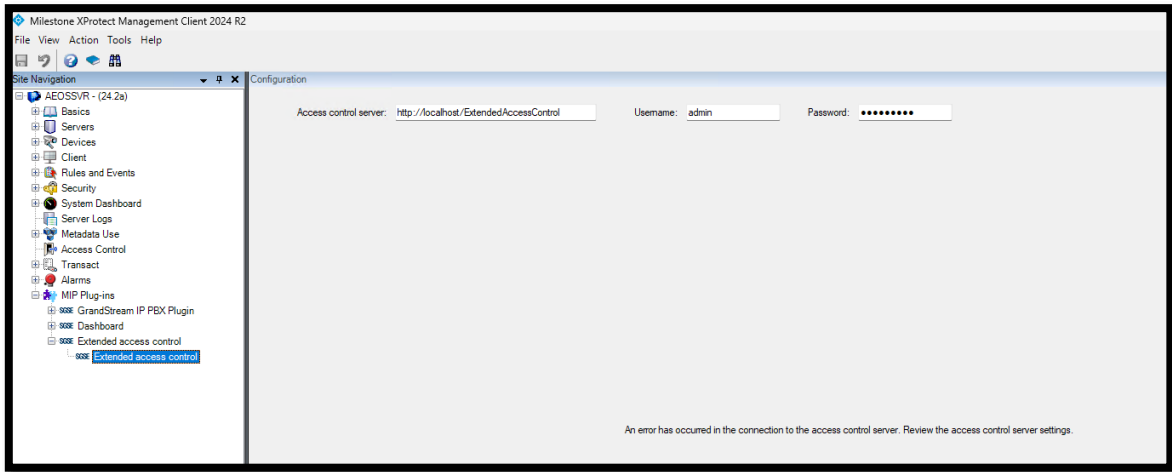 Milestone XProtect Management Client 2024 R2
File View Action Tools Help
Site Navigation
Configuration
AEOSSVR - (24.2a)
Access control server: http://localhost/ExtendedAccessControl Username: admin Password: ●●●●●●●●●
Basics
Servers
Devices
Client
Rules and Events
Security
System Dashboard
Server Logs
Metadata Use
Access Control
Transact
Alarms
MIP Plug-ins
SGSE GrandStream IP PBX Plugin
SGSE Dashboard
SGSE Extended access control
SGSE Extended access control
An error has occurred in the connection to the access control server. Review the access control server settings.